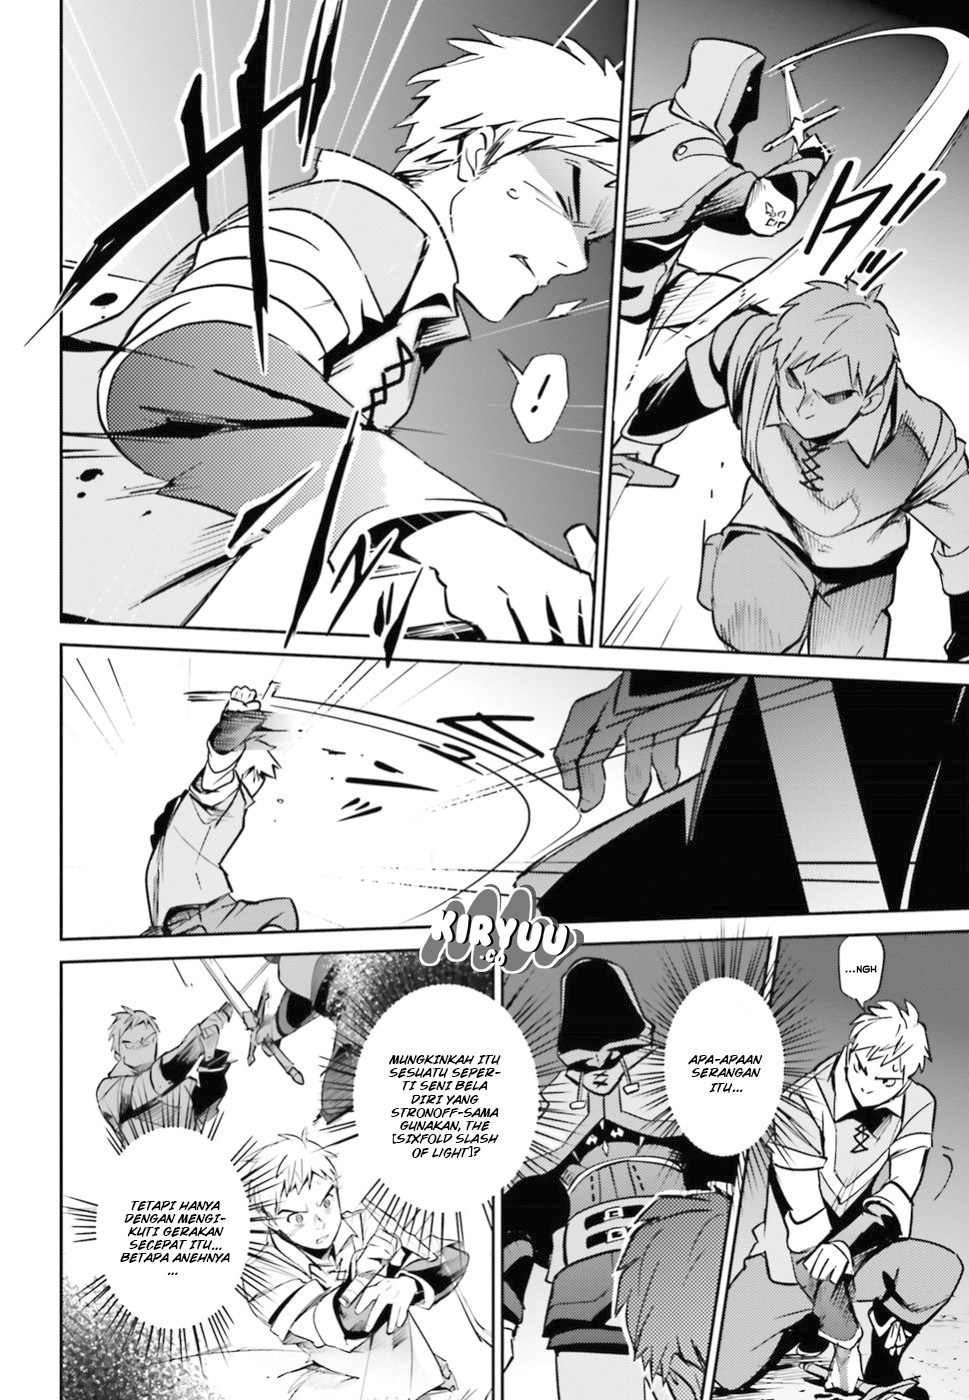 !
KIRYUU
.CO
...NGH
APA-APAAN
SERANGAN
ITU...
MUNGKINKAH ITU
SESUATU SEPER-
TI SENI BELA
DIRI YANG
STRONOFF-SAMA
GUNAKAN, THE
[SIXFOLD SLASH
OF LIGHT]?
TETAPI HANYA
DENGAN MENGI-
KUTI GERAKAN
SECEPAT ITU...
BETAPA ANEHNYA
...